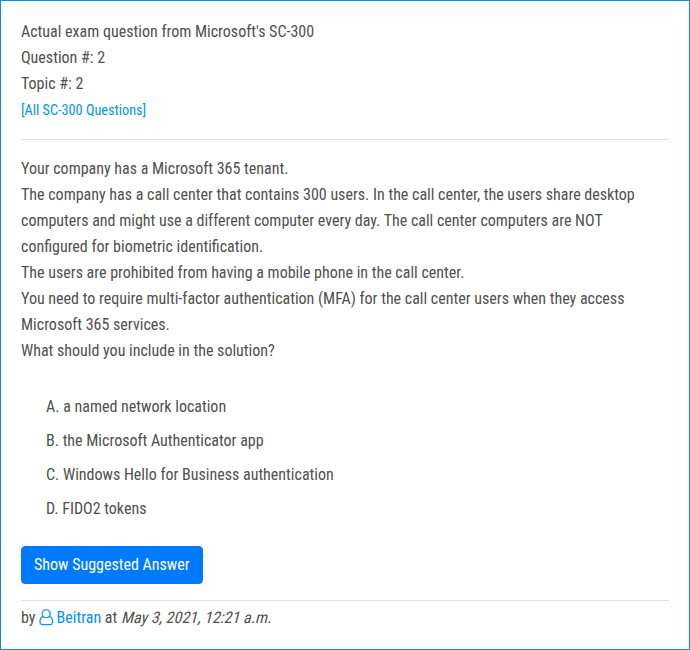 Actual exam question from Microsoft's SC-300
Question #: 2
Topic #: 2
[All SC-300 Questions]
Your company has a Microsoft 365 tenant.
The company has a call center that contains 300 users. In the call center, the users share desktop
computers and might use a different computer every day. The call center computers are NOT
configured for biometric identification.
The users are prohibited from having a mobile phone in the call center.
You need to require multi-factor authentication (MFA) for the call center users when they access
Microsoft 365 services.
What should you include in the solution?
A. a named network location
B. the Microsoft Authenticator app
C. Windows Hello for Business authentication
D. FIDO2 tokens
Show Suggested Answer
by Beitran at May 3, 2021, 12:21 a.m.